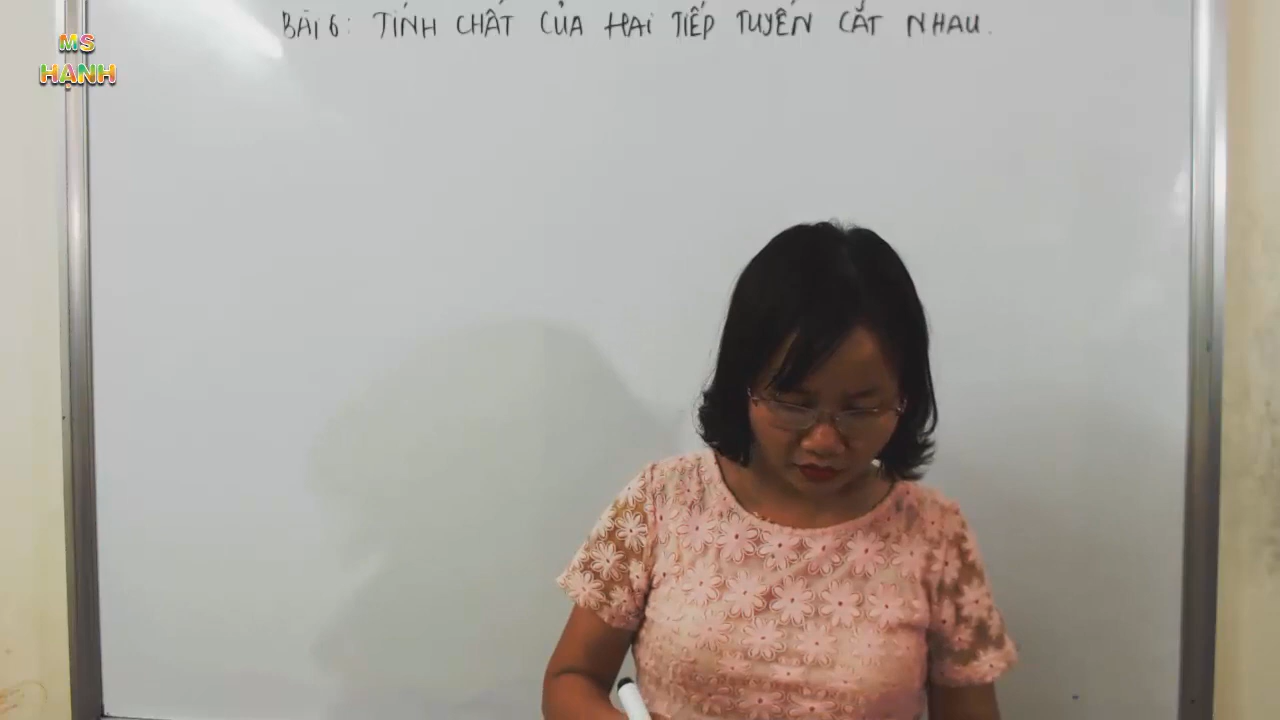 MS
HẠNH
BÀI 6: TÍNH CHẤT CỦA HAI TIẾP TUYẾN CẮT NHAU.